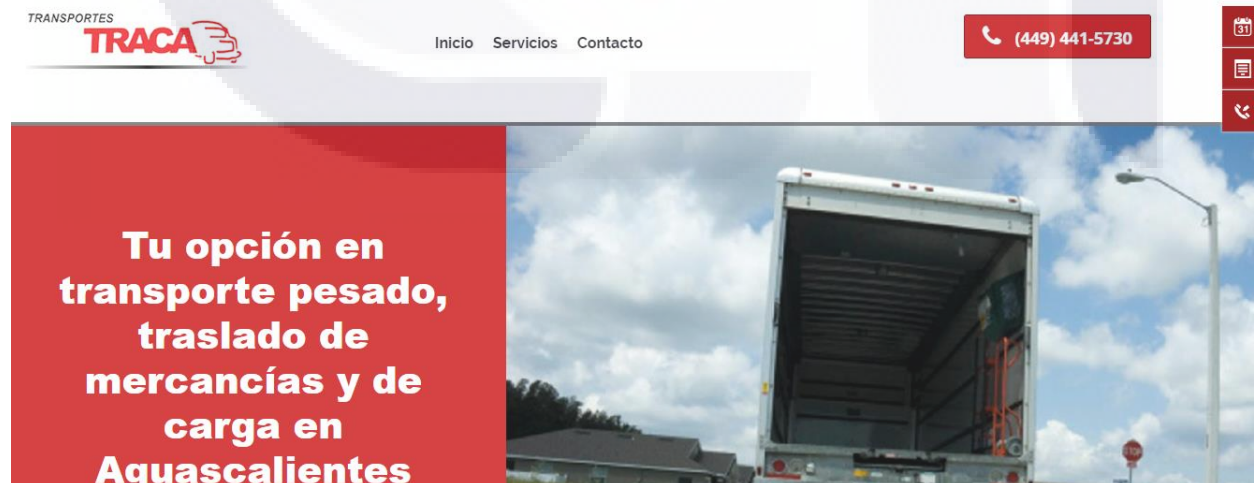 TRANSPORTES
TRACA
Inicio Servicios Contacto
(449) 441-5730
31
Tu opción en
transporte pesado,
traslado de
mercancías y de
carga en
Aguascalientes